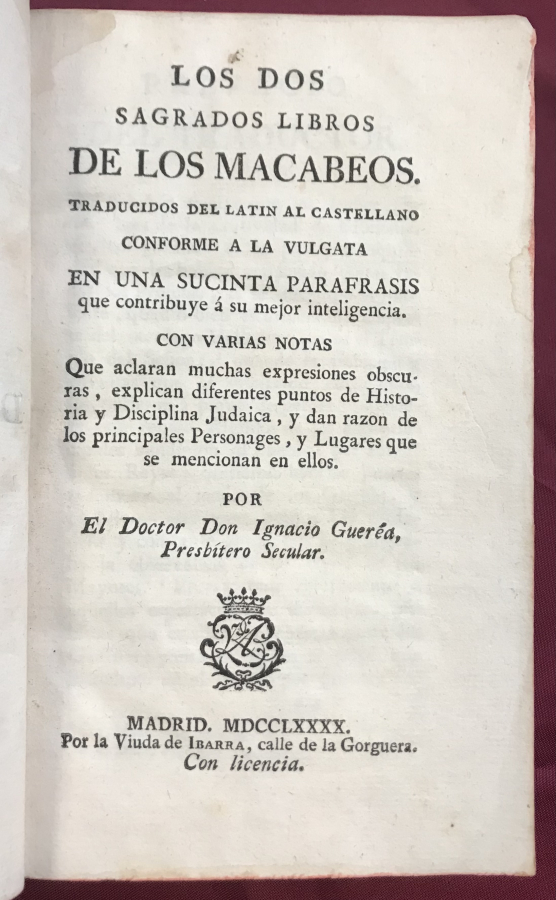 LOS DOS
SAGRADOS LIBROS
DE LOS MACABEOS.
TRADUCIDOS DEL LATIN AL CASTELLANO
CONFORME A LA VULGATA
EN UNA SUCINTA PARAFRASIS
que contribuye á su mejor inteligencia.
CON VARIAS NOTAS
Que aclaran muchas expresiones obscu-
ras, explican diferentes puntos de Histo-
ria y Disciplina Judaica, y dan razon de
los principales Personages, y Lugares que
se mencionan en ellos.
POR
El Doctor Don Ignacio Gueréa,
Presbítero Secular.
MADRID. MDCCLXXXX.
Por la Viuda de IBARRA, calle de la Gorguera.
Con licencia.